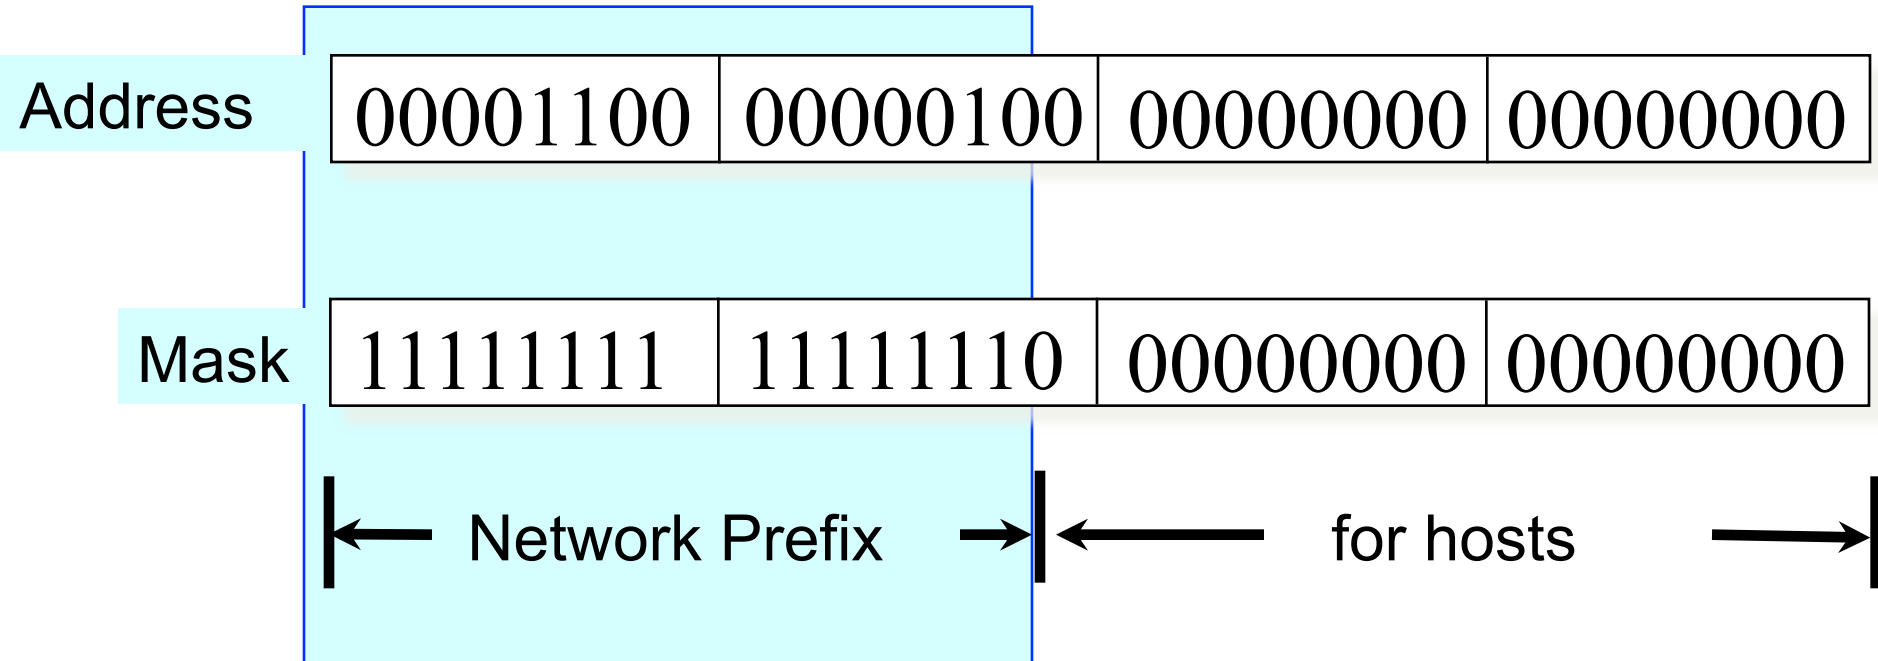 Address 00001100 00000100 00000000 00000000
Mask 11111111 11111110 00000000 00000000
Network Prefix for hosts